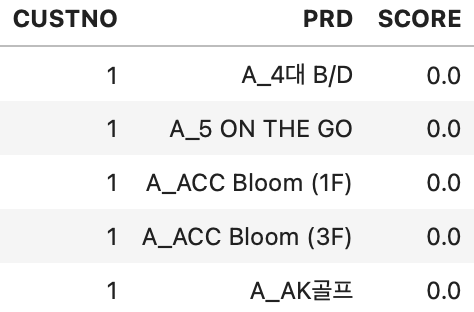 CUSTNO PRD SCORE
1 A_4대 B/D 0.0
1 A_5 ON THE GO 0.0
1 A_ACC Bloom (1F) 0.0
1 A_ACC Bloom (3F) 0.0
1 A_AK골프 0.0